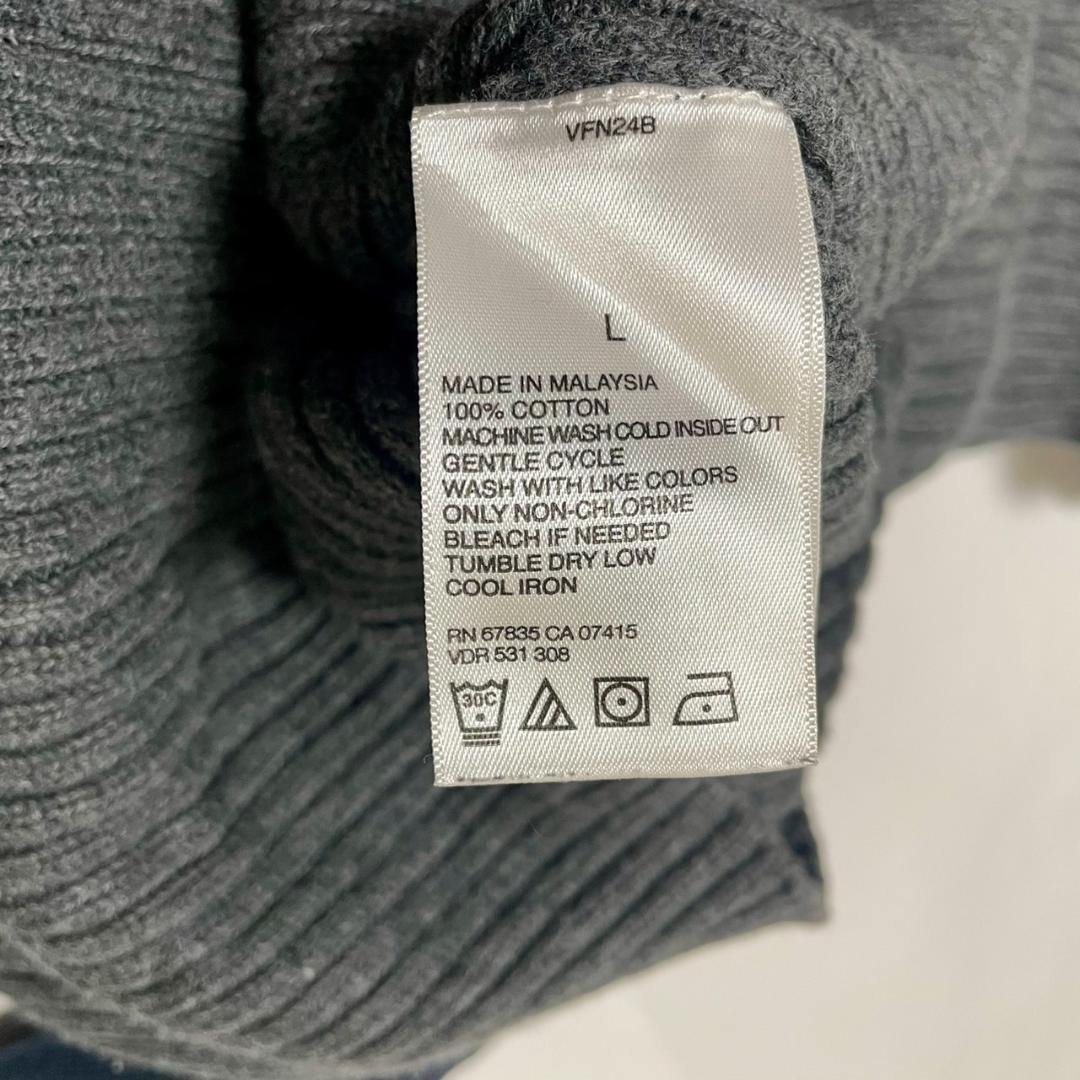 VFN24B
L
MADE IN MALAYSIA
100% COTTON
MACHINE WASH COLD INSIDE OUT
GENTLE CYCLE
WASH WITH LIKE COLORS
ONLY NON-CHLORINE
BLEACH IF NEEDED
TUMBLE DRY LOW
COOL IRON
RN 67835 CA 07415
VDR 531 308
30C